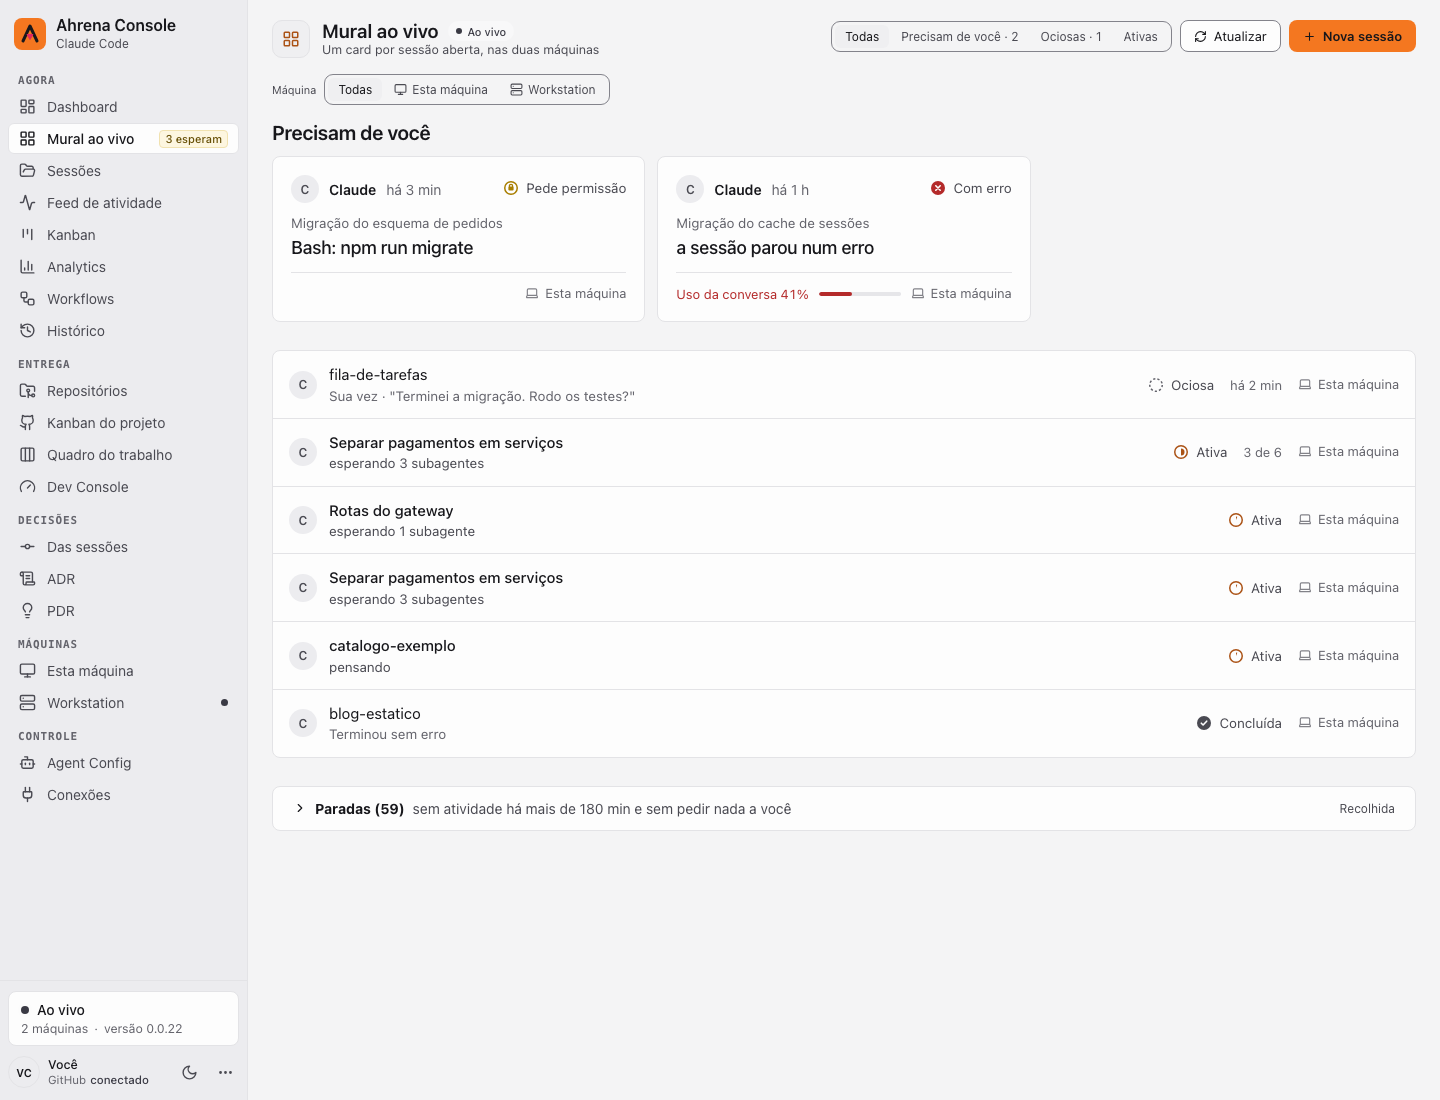 Ahrena Console
Claude Code
AGORA
Dashboard
Mural ao vivo
3 esperam
Sessões
Feed de atividade
Kanban
Analytics
Workflows
Histórico
ENTREGA
Repositórios
Kanban do projeto
Quadro do trabalho
Dev Console
DECISÕES
Das sessões
ADR
PDR
MÁQUINAS
Esta máquina
Workstation
CONTROLE
Agent Config
Conexões
Ao vivo
2 máquinas · versão 0.0.22
VC
Você
GitHub conectado
Mural ao vivo
Ao vivo
Um card por sessão aberta, nas duas máquinas
Todas
Precisam de você · 2
Ociosas · 1
Ativas
Atualizar
Nova sessão
Máquina
Todas
Esta máquina
Workstation
Precisam de você
C
Claude há 3 min
Pede permissão
Migração do esquema de pedidos
Bash: npm run migrate
Esta máquina
C
Claude há 1 h
Com erro
Migração do cache de sessões
a sessão parou num erro
Uso da conversa 41%
Esta máquina
C
fila-de-tarefas
Sua vez · "Terminei a migração. Rodo os testes?"
Ociosa
há 2 min
Esta máquina
C
Separar pagamentos em serviços
esperando 3 subagentes
Ativa
3 de 6
Esta máquina
C
Rotas do gateway
esperando 1 subagente
Ativa
Esta máquina
C
Separar pagamentos em serviços
esperando 3 subagentes
Ativa
Esta máquina
C
catalogo-exemplo
pensando
Ativa
Esta máquina
C
blog-estatico
Terminou sem erro
Concluída
Esta máquina
Paradas (59) sem atividade há mais de 180 min e sem pedir nada a você
Recolhida